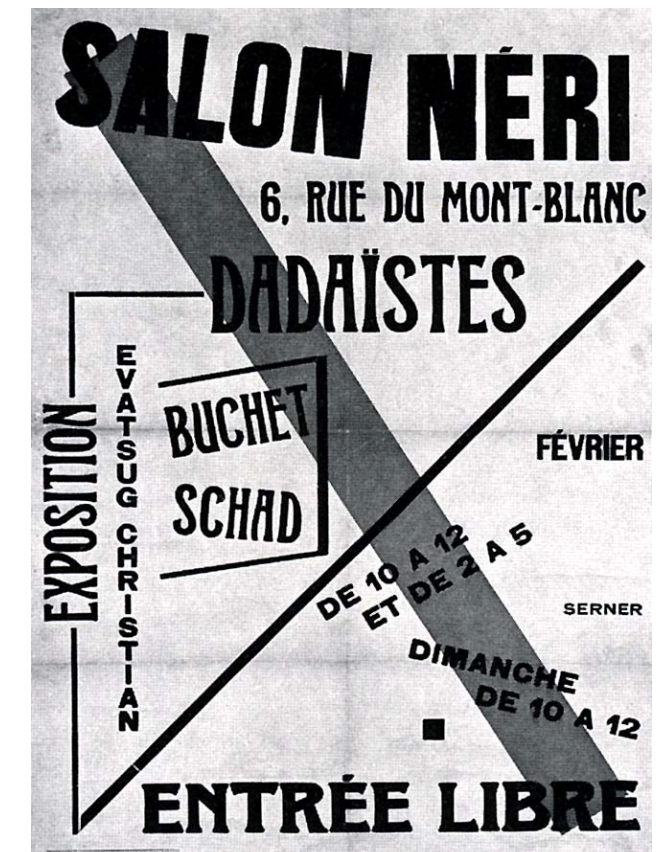 SALON NÉRI
6, RUE DU MONT-BLANC
DADAÏSTES
EXPOSITION
EVATSUG CHRISTIAN
BUCHET
SCHAD
FÉVRIER
DE 10 A 12
ET DE 2 A 5
SERNER
DIMANCHE
DE 10 A 12
ENTRÉE LIBRE